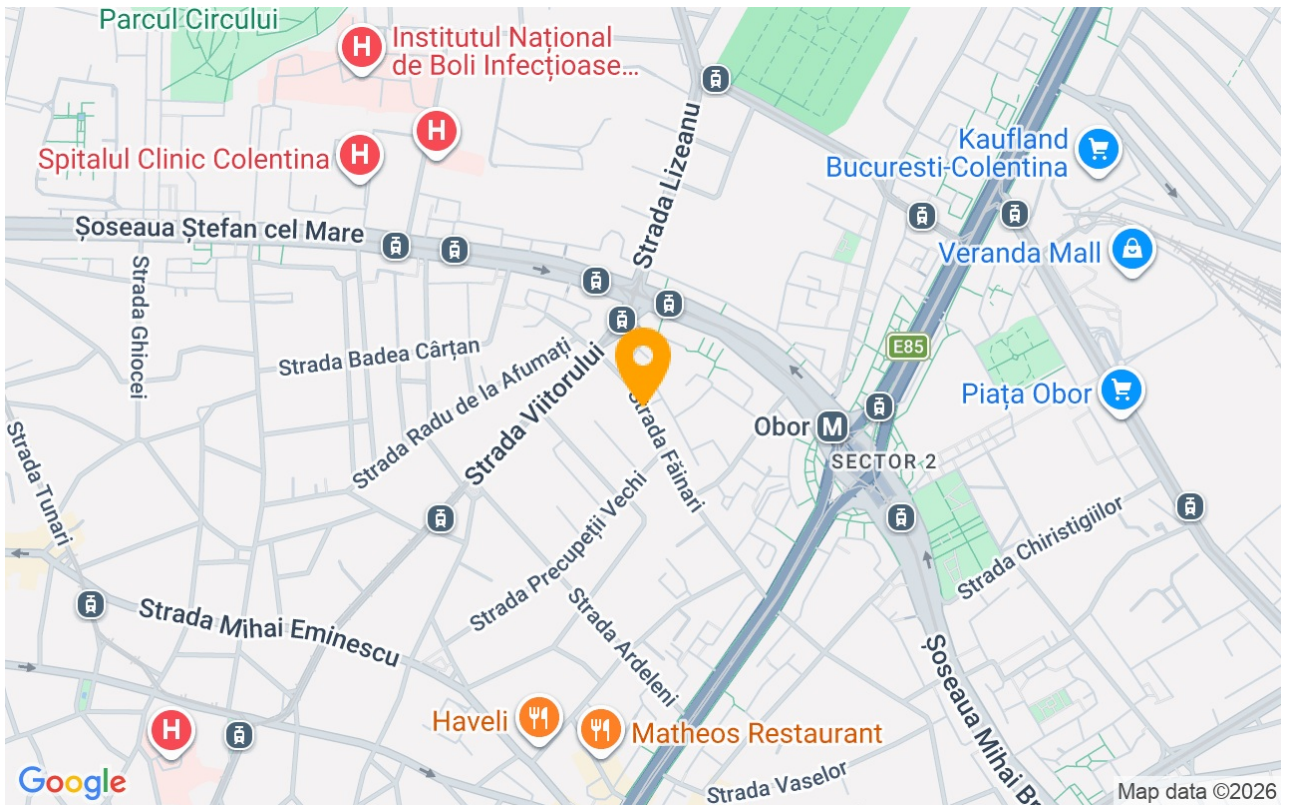 Parcul Circului
Institutul Național
de Boli Infecțioase...
H
H
Spitalul Clinic Colentina
H
Strada Lizeanu
Kaufland
Bucuresti-Colentina
Șoseaua Ștefan cel Mare
Veranda Mall
Strada Ghiocei
Strada Badea Cârțan
Strada Radu de la Afumați
Strada Viitorului
E85
Piața Obor
Strada Făinari
Obor M
SECTOR 2
Strada Tunari
Strada Precupeții Vechi
Strada Chiristigiilor
Strada Mihai Eminescu
Strada Ardeleni
Șoseaua Mihai Br
Haveli
H
Matheos Restaurant
Strada Vaselor
Google
Map data ©2026